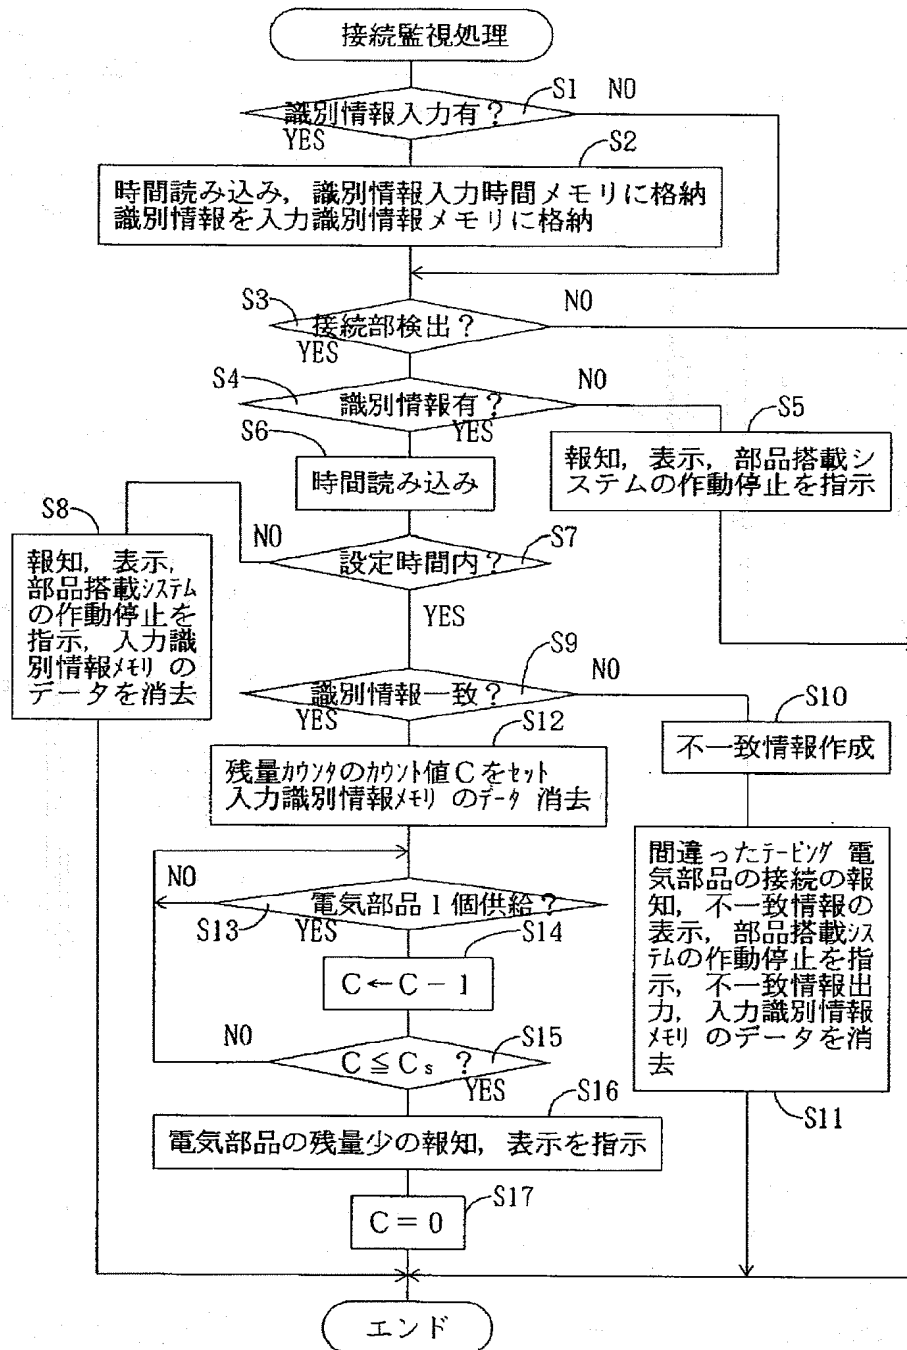 接続監視処理
S1 NO
識別情報入力有？
YES
S2
時間読み込み，識別情報入力時間メモリに格納
識別情報を入力識別情報メモリに格納
S3 NO
接続部検出？
YES
S4 NO
識別情報有？
YES
S5
報知，表示，部品搭載シ
ステムの作動停止を指示
S6
時間読み込み
S7
設定時間内？
NO
YES
S8
報知，表示，
部品搭載システム
の作動停止を
指示，入力識
別情報メモリ の
データを消去
S9 NO
識別情報一致？
YES
S10
不一致情報作成
S11
間違ったテーピング 電
気部品の接続の報
知，不一致情報の
表示，部品搭載シス
テムの作動停止を指
示，不一致情報出
力，入力識別情報
メモリ のデータを消
去
S12
残量カウンタのカウント値Ｃをセット
入力識別情報メモリ のデータ 消去
NO
S13
電気部品１個供給？
YES
S14
Ｃ←Ｃ－１
NO
S15
Ｃ≦Ｃs ？
YES
S16
電気部品の残量少の報知，表示を指示
S17
Ｃ＝０
エンド